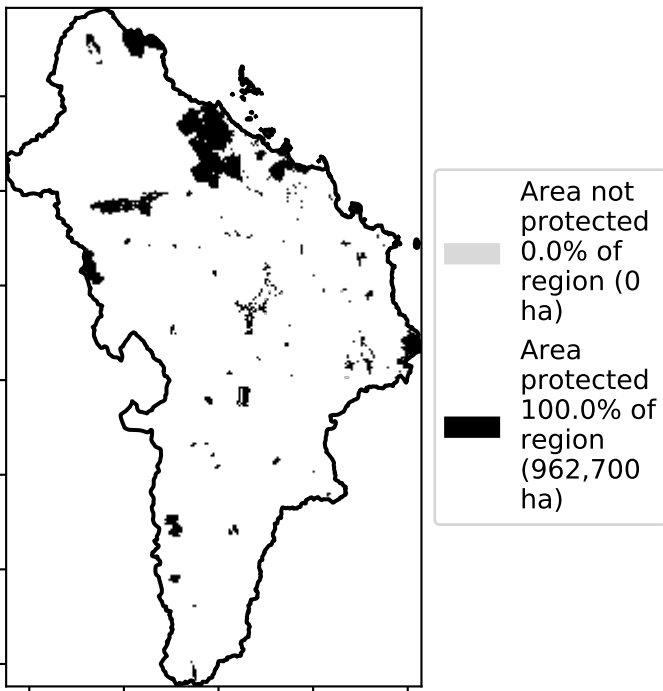 Area not
protected
0.0% of
region (0
ha)
Area
protected
100.0% of
region
(962,700
ha)